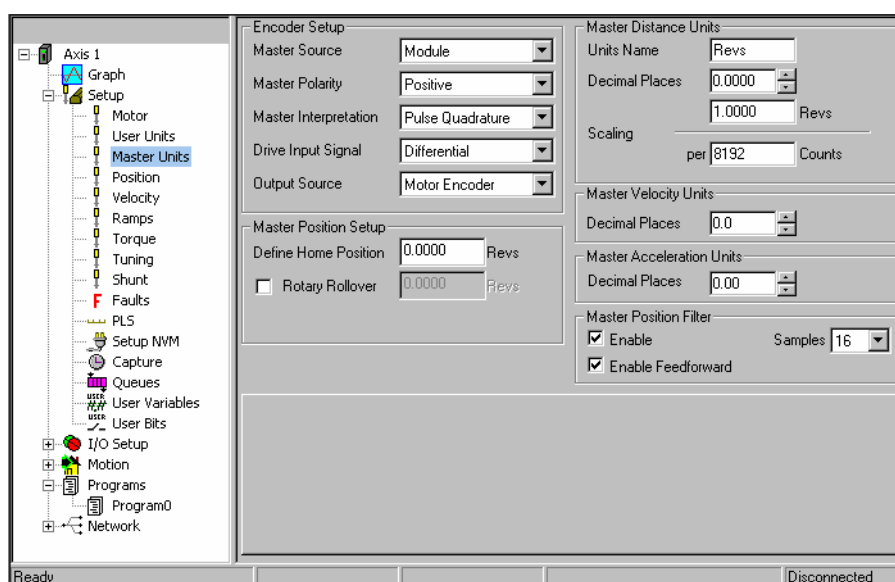 Axis 1
Graph
Setup
Motor
User Units
Master Units
Position
Velocity
Ramps
Torque
Tuning
Shunt
F Faults
PLS
Setup NVM
Capture
Queues
USER User Variables
USER User Bits
I/O Setup
Motion
Programs
Program0
Network
Encoder Setup
Master Source Module
Master Polarity Positive
Master Interpretation Pulse Quadrature
Drive Input Signal Differential
Output Source Motor Encoder
Master Position Setup
Define Home Position 0.0000 Revs
Rotary Rollover 0.0000 Revs
Master Distance Units
Units Name Revs
Decimal Places 0.0000
1.0000 Revs
Scaling
per 8192 Counts
Master Velocity Units
Decimal Places 0.0
Master Acceleration Units
Decimal Places 0.00
Master Position Filter
Enable Samples 16
Enable Feedforward
Ready Disconnected